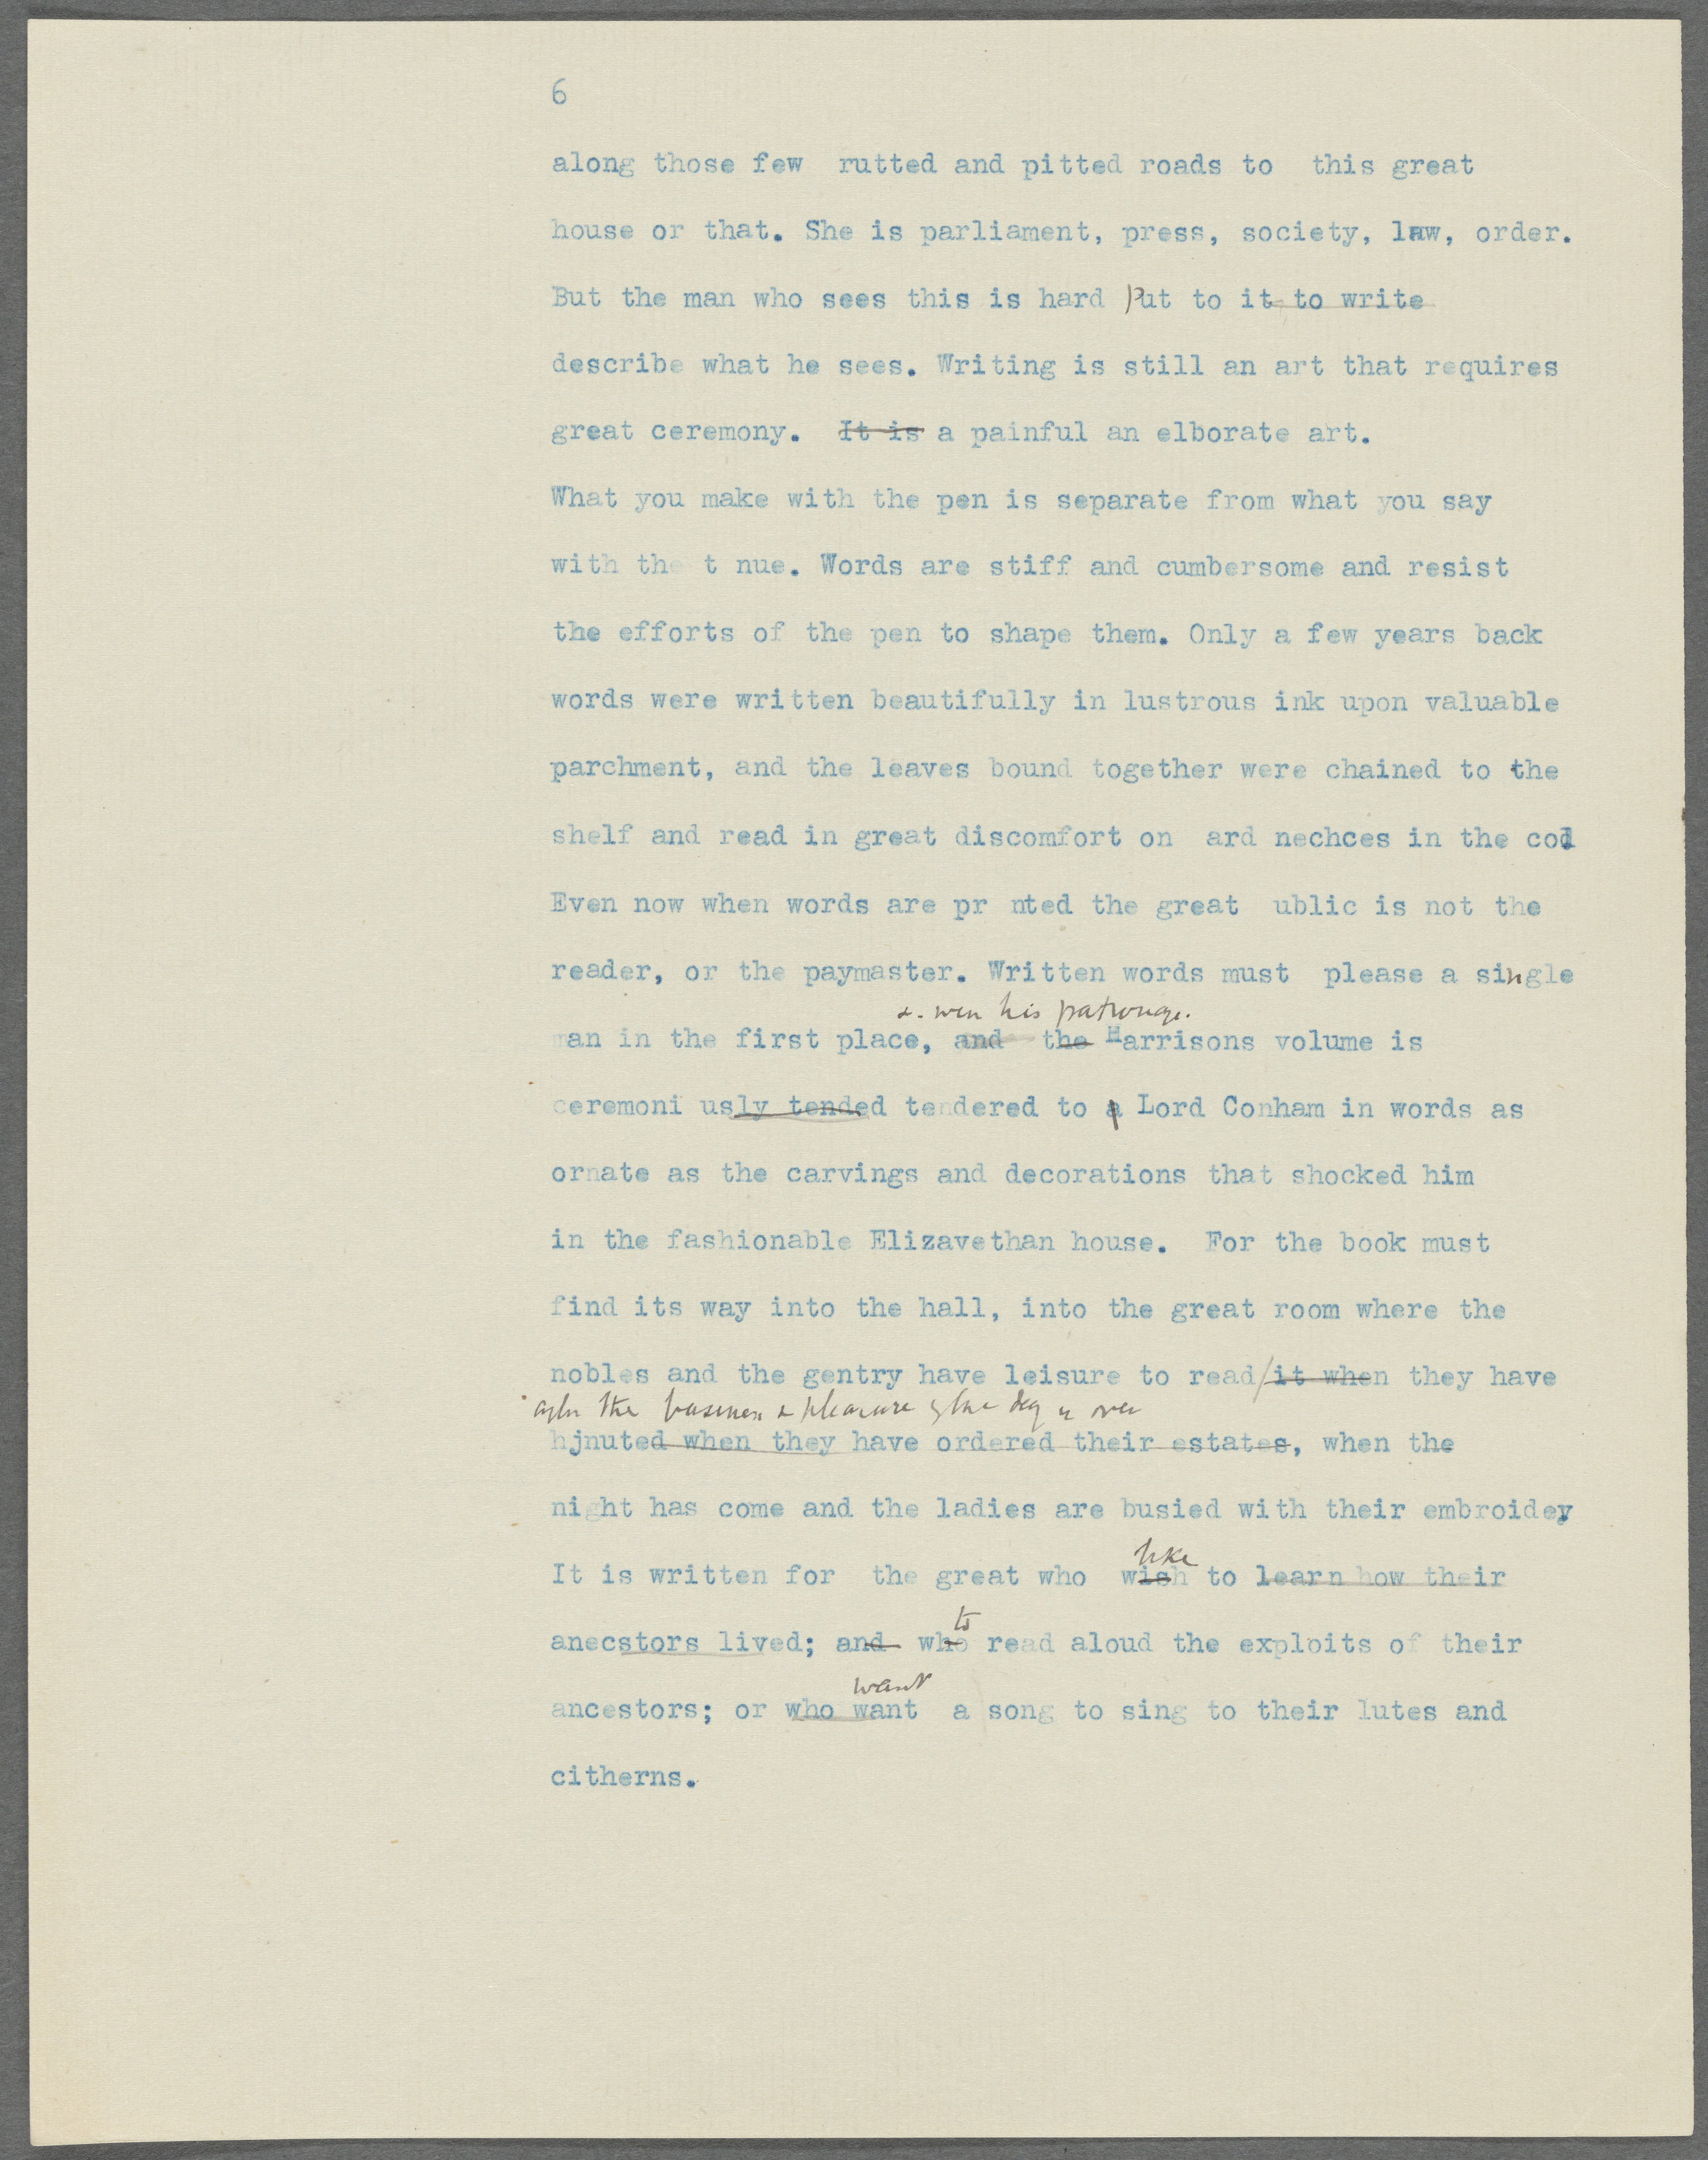 6
along those few rutted and pitted roads to this great
house or that. She is parliament, press, society, law, order.
But the man who sees this is hard Put to it to write
describe what he sees. Writing is still an art that requires
great ceremony. It is a painful an elborate art.
What you make with the pen is separate from what you say
with the t nue. Words are stiff and cumbersome and resist
the efforts of the pen to shape them. Only a few years back
words were written beautifully in lustrous ink upon valuable
parchment, and the leaves bound together were chained to the
shelf and read in great discomfort on ard nechces in the cod
Even now when words are pr nted the great ublic is not the
reader, or the paymaster. Written words must please a single
&. win his patronage.
man in the first place, and the Harrisons volume is
ceremoni usly tended tendered to a Lord Conham in words as
ornate as the carvings and decorations that shocked him
in the fashionable Elizavethan house. For the book must
find its way into the hall, into the great room where the
nobles and the gentry have leisure to read/it when they have
after the business & pleasure of the day is over
hjnuted when they have ordered their estates, when the
night has come and the ladies are busied with their embroidey
like
It is written for the great who wish to learn how their
to
anecstors lived; and who read aloud the exploits of their
want
ancestors; or who want a song to sing to their lutes and
citherns.